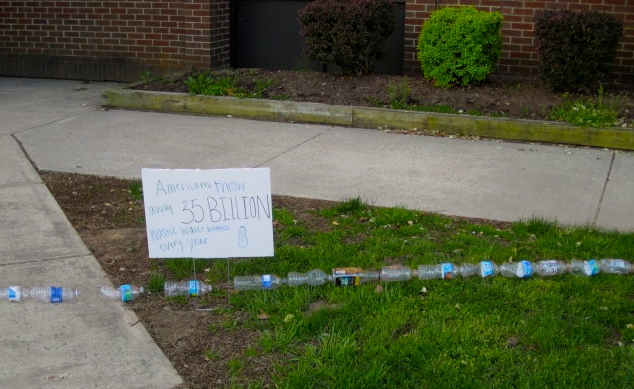 Americans throw
away 35 BILLION
plastic water bottles
every year